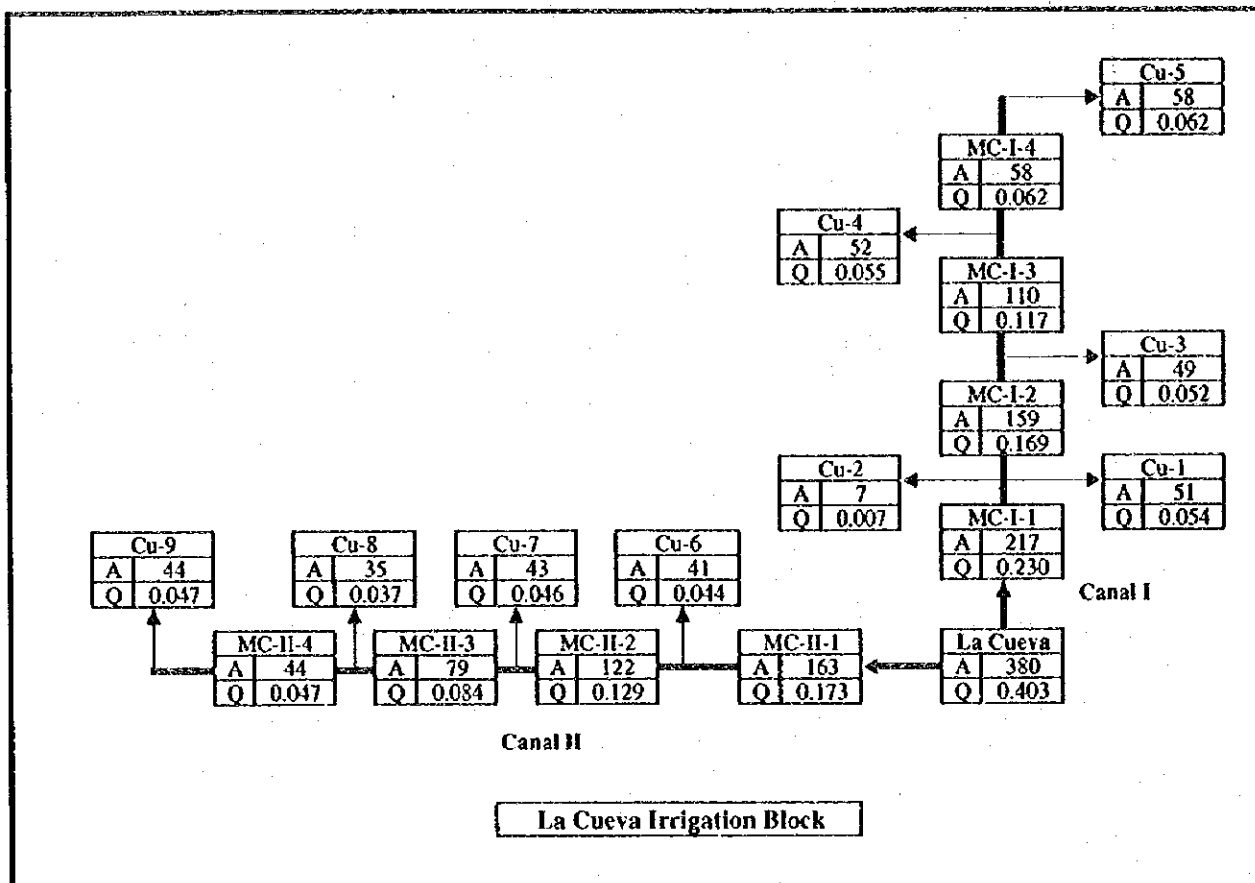 Cu-5
A 58
Q 0.062
MC-I-4
A 58
Q 0.062
Cu-4
A 52
Q 0.055
MC-I-3
A 110
Q 0.117
Cu-3
A 49
Q 0.052
MC-I-2
A 159
Q 0.169
Cu-2
A 7
Q 0.007
Cu-1
A 51
Q 0.054
MC-I-1
A 217
Q 0.230
Canal I
Cu-9
A 44
Q 0.047
Cu-8
A 35
Q 0.037
Cu-7
A 43
Q 0.046
Cu-6
A 41
Q 0.044
MC-II-4
A 44
Q 0.047
MC-II-3
A 79
Q 0.084
MC-II-2
A 122
Q 0.129
MC-II-1
A 163
Q 0.173
La Cueva
A 380
Q 0.403
Canal II
La Cueva Irrigation Block